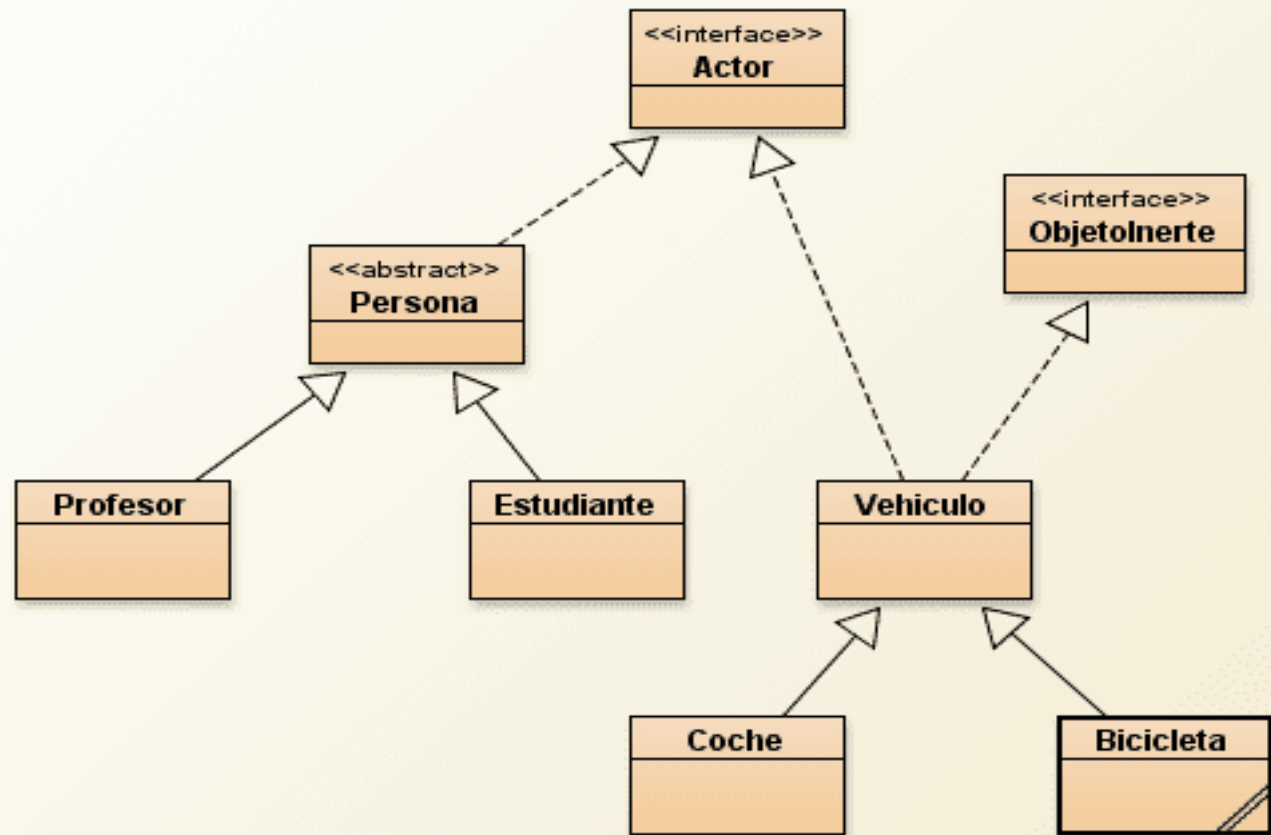 <<interface>>
Actor
<<interface>>
ObjetoInerte
<<abstract>>
Persona
Profesor
Estudiante
Vehiculo
Coche
Bicicleta